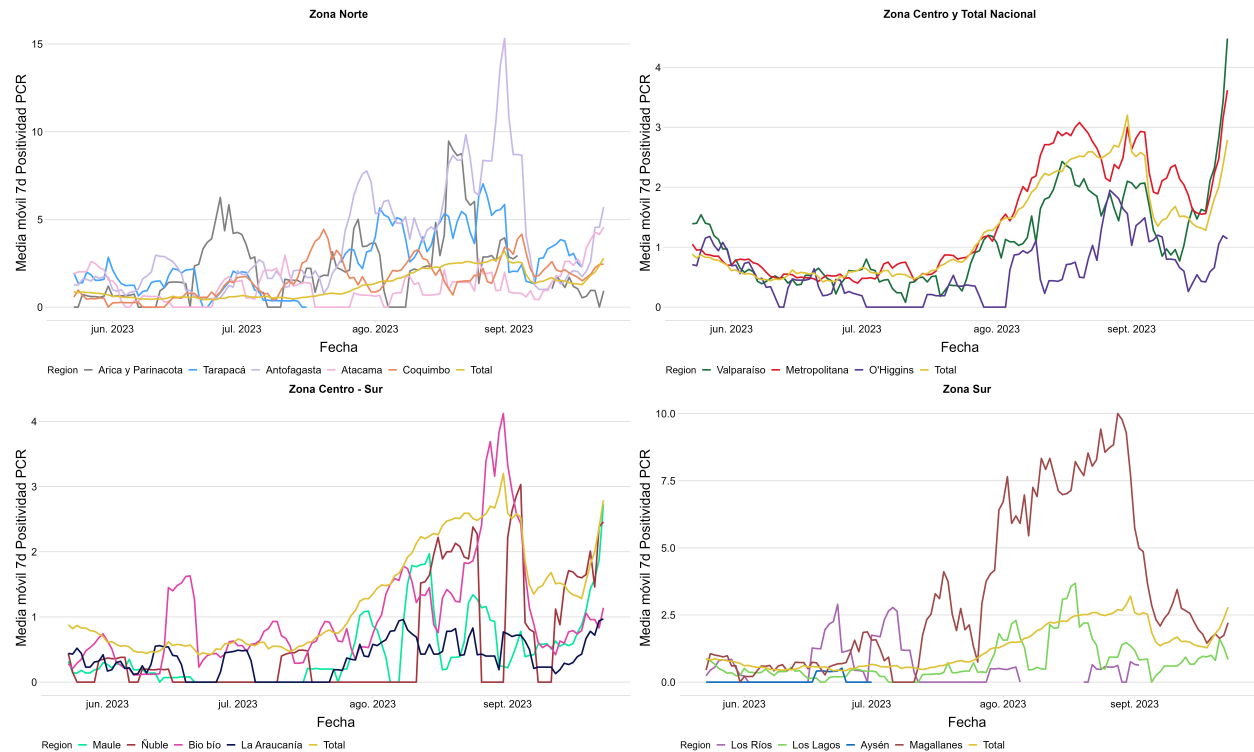 Zona Norte
Media móvil 7d Positividad PCR
15
10
5
0
jun. 2023 jul. 2023 ago. 2023 sept. 2023
Fecha
Region Arica y Parinacota Tarapacá Antofagasta Atacama Coquimbo Total
Zona Centro y Total Nacional
Media móvil 7d Positividad PCR
4
3
2
1
0
jun. 2023 jul. 2023 ago. 2023 sept. 2023
Fecha
Region Valparaíso Metropolitana O'Higgins Total
Zona Centro - Sur
Media móvil 7d Positividad PCR
4
3
2
1
0
jun. 2023 jul. 2023 ago. 2023 sept. 2023
Fecha
Region Maule Ñuble Bio bío La Araucanía Total
Zona Sur
Media móvil 7d Positividad PCR
10.0
7.5
5.0
2.5
0.0
jun. 2023 jul. 2023 ago. 2023 sept. 2023
Fecha
Region Los Ríos Los Lagos Aysén Magallanes Total